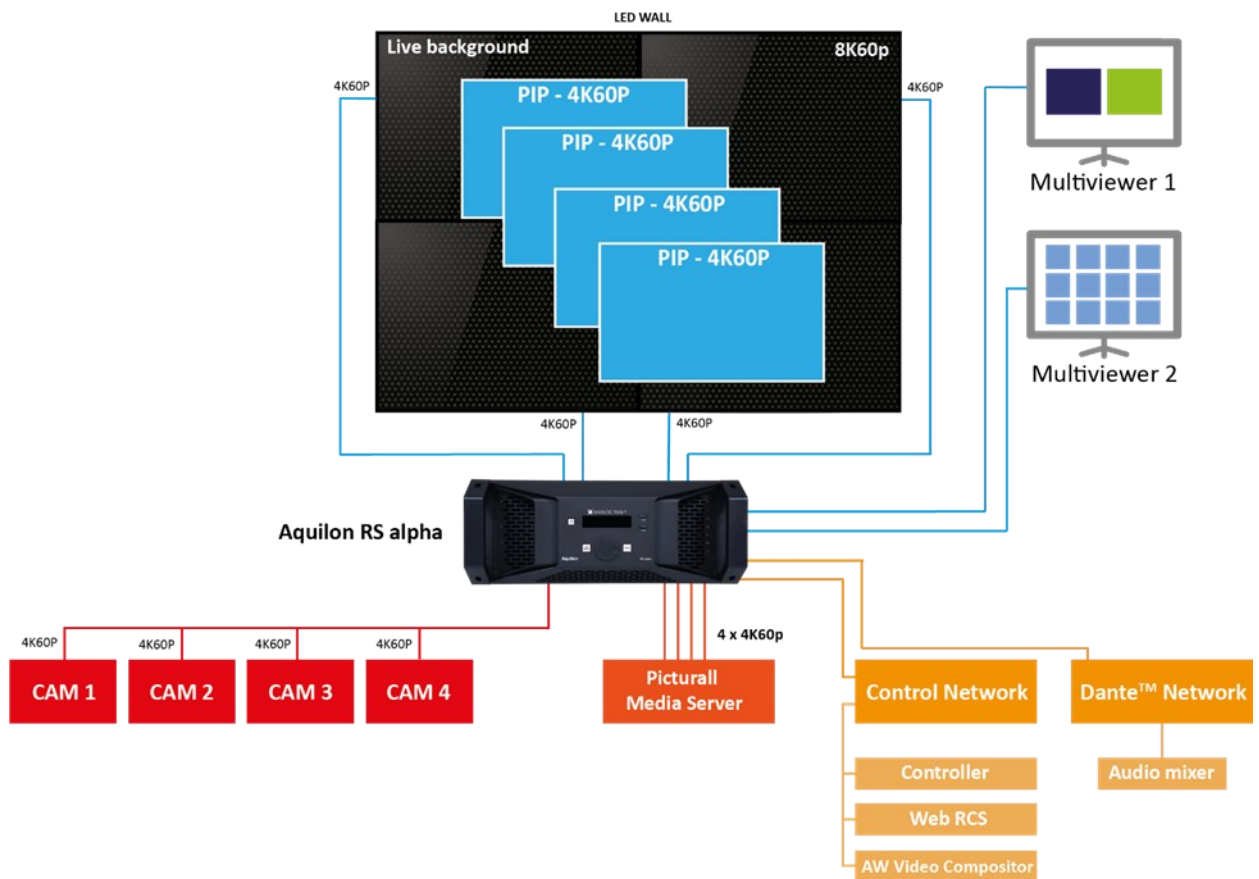 LED WALL
Live background
8K60p
4K60P
4K60P
PIP - 4K60P
PIP - 4K60P
PIP - 4K60P
PIP - 4K60P
Multiviewer 1
Multiviewer 2
4K60P
4K60P
Aquilon RS alpha
4K60P
4K60P
4K60P
4K60P
4 x 4K60p
CAM 1
CAM 2
CAM 3
CAM 4
Picturall
Media Server
Control Network
Dante™ Network
Controller
Audio mixer
Web RCS
AW Video Compositor